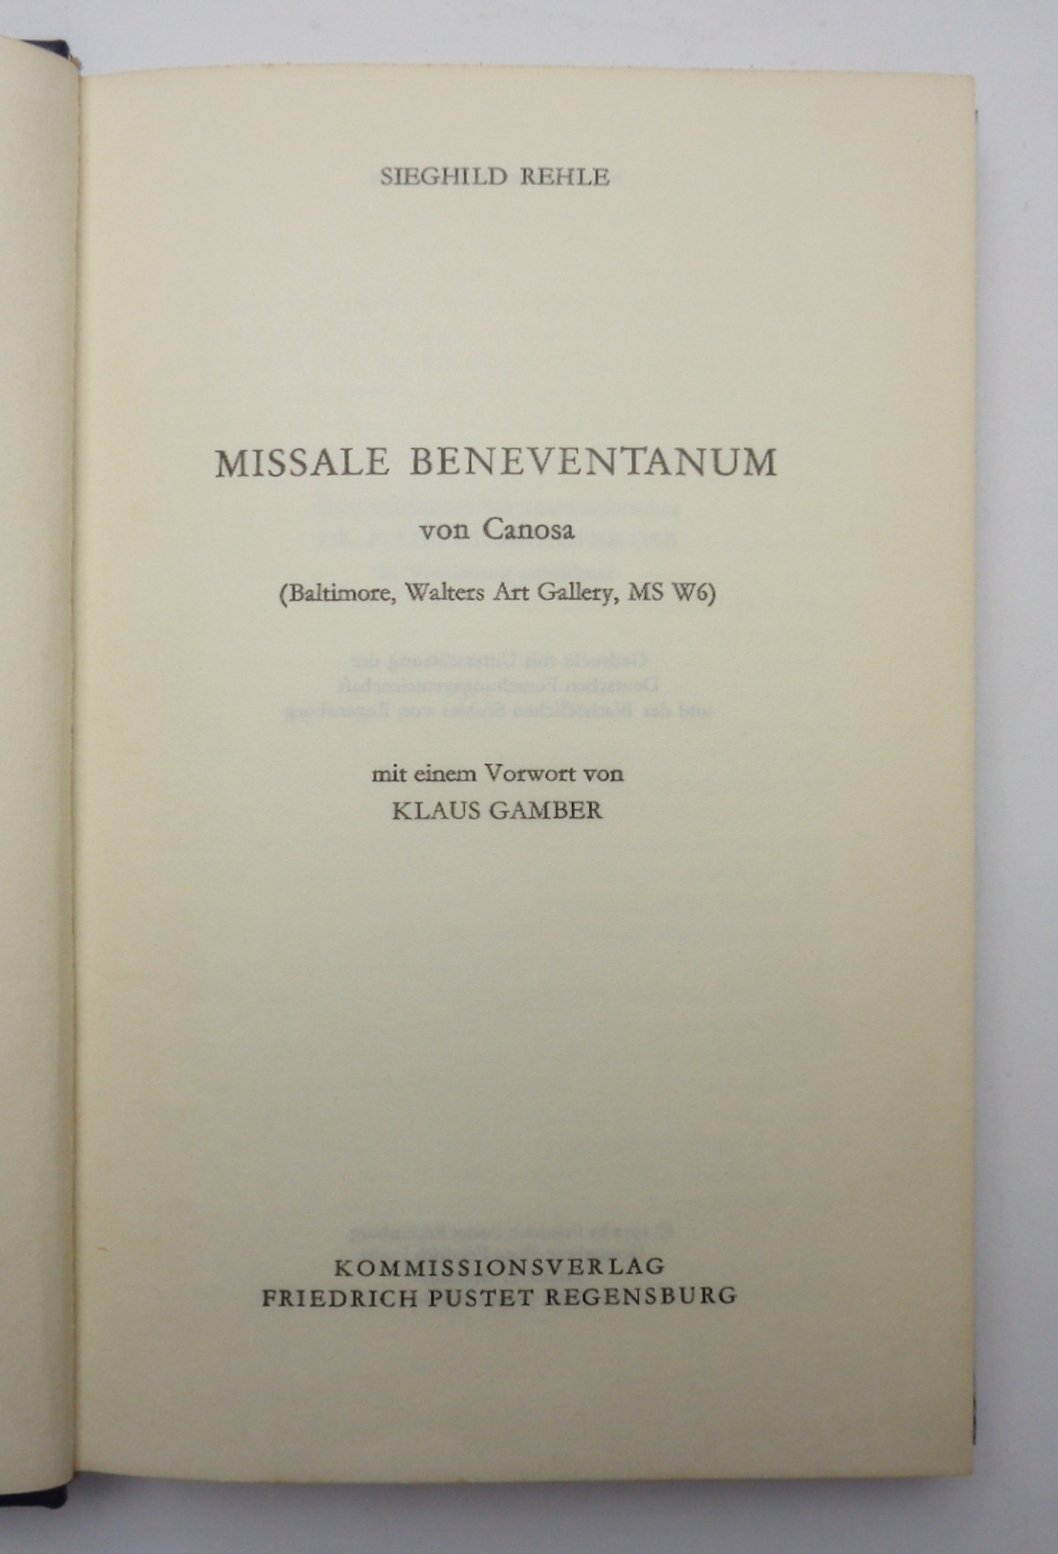 SIEGHILD REHLE
MISSALE BENEVENTANUM
von Canosa
(Baltimore, Walters Art Gallery, MS W6)
mit einem Vorwort von
KLAUS GAMBER
KOMMISSIONSVERLAG
FRIEDRICH PUSTET REGENSBURG